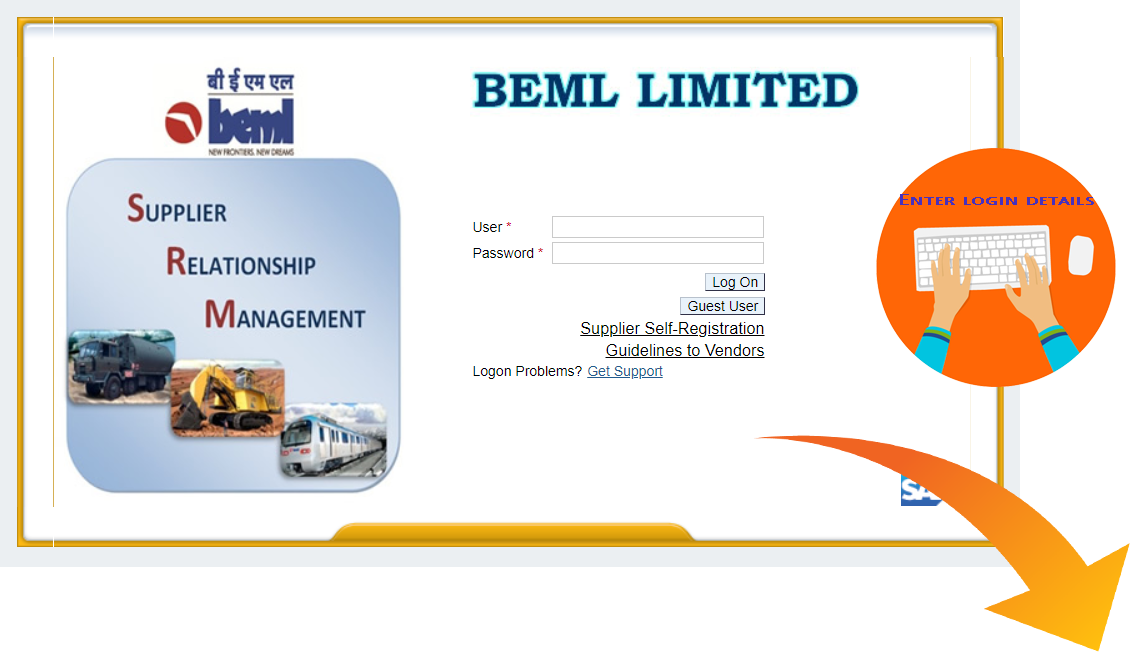 बी ई एम एल
beml
NEW FRONTIERS, NEW DREAMS
SUPPLIER
RELATIONSHIP
MANAGEMENT
BEML LIMITED
User *
Password *
Log On
Guest User
Supplier Self-Registration
Guidelines to Vendors
Logon Problems? Get Support
ENTER LOGIN DETAILS